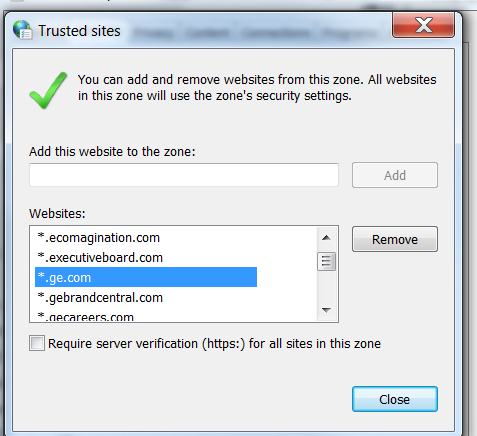 Trusted sites
Privacy Content Connections Programs
You can add and remove websites from this zone. All websites
in this zone will use the zone's security settings.
Add this website to the zone:
Add
Websites:
*.ecomagination.com
*.executiveboard.com
*.ge.com
*.gebrandcentral.com
*.gecareers.com
Remove
Require server verification (https:) for all sites in this zone
Close